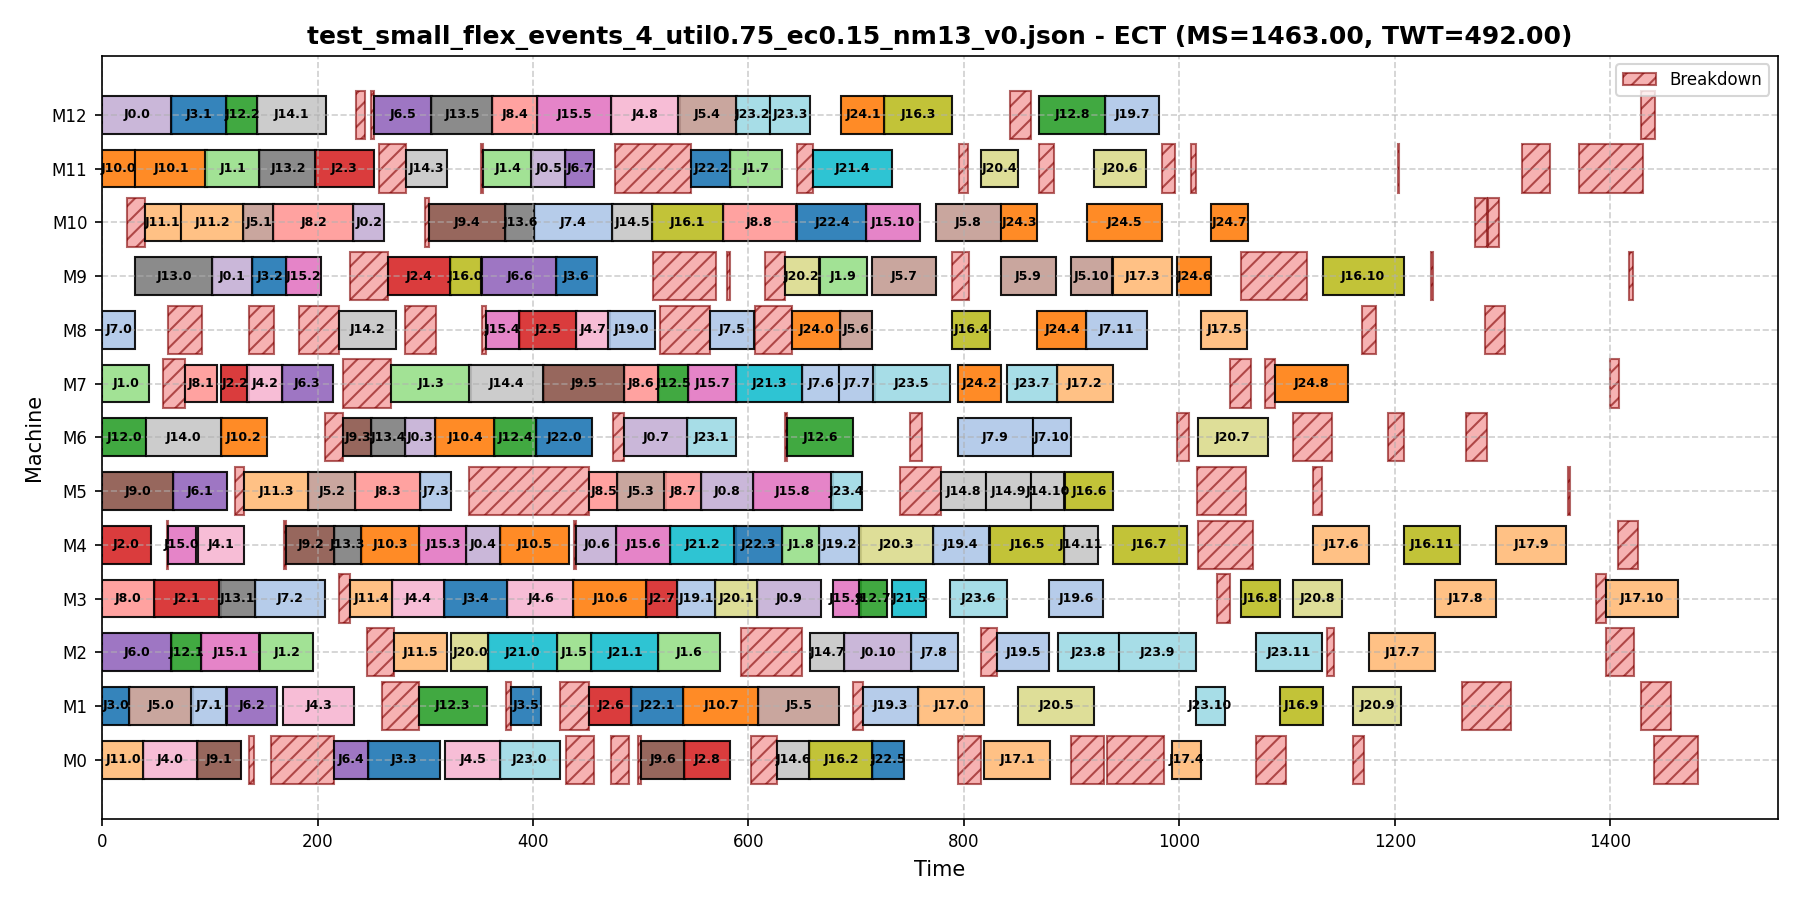 test_small_flex_events_4_util0.75_ec0.15_nm13_v0.json - ECT (MS=1463.00, TWT=492.00)
Breakdown
M12 J0.0 J3.1 J12.2 J14.1 J6.5 J13.5 J8.4 J15.5 J4.8 J5.4 J23.2 J23.3 J24.1 J16.3 J12.8 J19.7
M11 J10.0 J10.1 J1.1 J13.2 J2.3 J14.3 J1.4 J0.5 J6.7 J22.2 J1.7 J21.4 J20.4 J20.6
M10 J11.1 J11.2 J5.1 J8.2 J0.2 J9.4 J13.6 J7.4 J14.5 J16.1 J8.8 J22.4 J15.10 J5.8 J24.3 J24.5 J24.7
M9 J13.0 J0.1 J3.2 J15.2 J2.4 J16.0 J6.6 J3.6 J20.2 J1.9 J5.7 J5.9 J5.10 J17.3 J24.6 J16.10
M8 J7.0 J14.2 J15.4 J2.5 J4.7 J19.0 J7.5 J24.0 J5.6 J16.4 J24.4 J7.11 J17.5
M7 J1.0 J8.1 J2.2 J4.2 J6.3 J1.3 J14.4 J9.5 J8.6 J12.5 J15.7 J21.3 J7.6 J7.7 J23.5 J24.2 J23.7 J17.2 J24.8
M6 J12.0 J14.0 J10.2 J9.3 J13.4 J0.3 J10.4 J12.4 J22.0 J0.7 J23.1 J12.6 J7.9 J7.10 J20.7
M5 J9.0 J6.1 J11.3 J5.2 J8.3 J7.3 J8.5 J5.3 J8.7 J0.8 J15.8 J23.4 J14.8 J14.9 J14.10 J16.6
M4 J2.0 J15.0 J4.1 J9.2 J13.3 J10.3 J15.3 J0.4 J10.5 J0.6 J15.6 J21.2 J22.3 J1.8 J19.2 J20.3 J19.4 J16.5 J14.11 J16.7 J17.6 J16.11 J17.9
M3 J8.0 J2.1 J13.1 J7.2 J11.4 J4.4 J3.4 J4.6 J10.6 J2.7 J19.1 J20.1 J0.9 J15.9 J12.7 J21.5 J23.6 J19.6 J16.8 J20.8 J17.8 J17.10
M2 J6.0 J12.1 J15.1 J1.2 J11.5 J20.0 J21.0 J1.5 J21.1 J1.6 J14.7 J0.10 J7.8 J19.5 J23.8 J23.9 J23.11 J17.7
M1 J3.0 J5.0 J7.1 J6.2 J4.3 J12.3 J3.5 J2.6 J22.1 J10.7 J5.5 J19.3 J17.0 J20.5 J23.10 J16.9 J20.9
M0 J11.0 J4.0 J9.1 J6.4 J3.3 J4.5 J23.0 J9.6 J2.8 J14.6 J16.2 J22.5 J17.1 J17.4
Machine
0 200 400 600 800 1000 1200 1400
Time